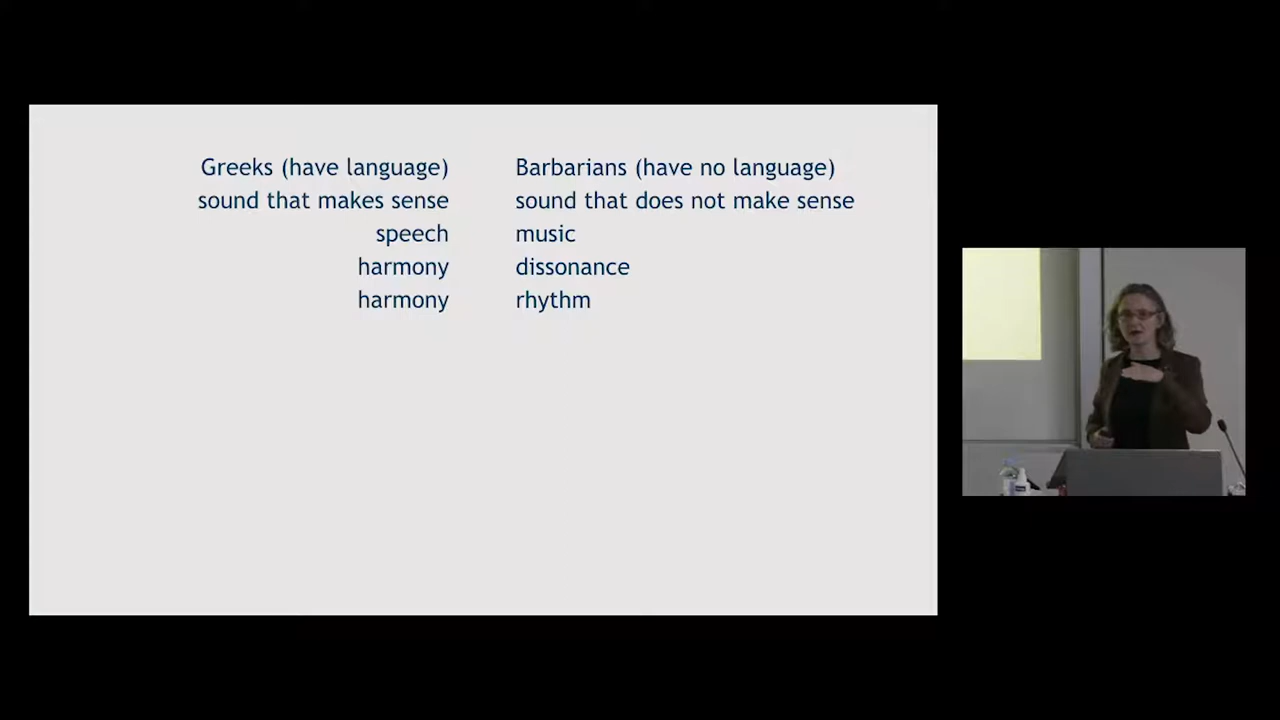 Greeks (have language) Barbarians (have no language)
sound that makes sense sound that does not make sense
speech music
harmony dissonance
harmony rhythm